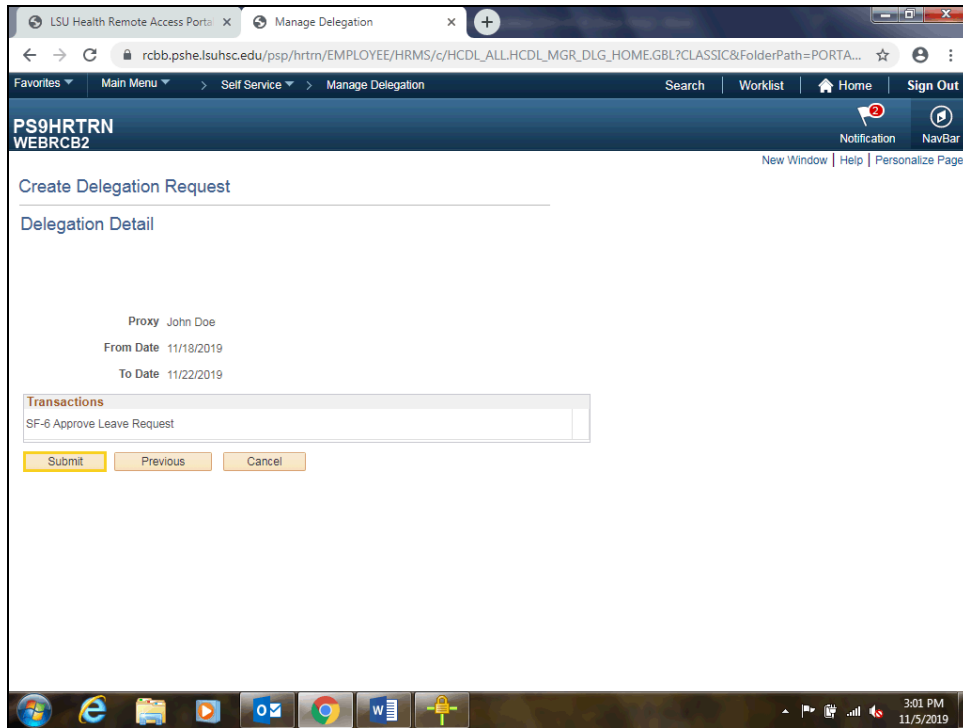 LSU Health Remote Access Porta
Manage Delegation
rcbb.pshe.lsuhsc.edu/psp/hrtrn/EMPLOYEE/HRMS/c/HCDL_ALL.HCDL_MGR_DLG_HOME.GBL?CLASSIC&FolderPath=PORTA...
Favorites Main Menu > Self Service > Manage Delegation Search Worklist Home Sign Out
PS9HRTRN
WEBRCB2
2
Notification NavBar
New Window | Help | Personalize Page
Create Delegation Request
Delegation Detail
Proxy John Doe
From Date 11/18/2019
To Date 11/22/2019
Transactions
SF-6 Approve Leave Request
Submit Previous Cancel
3:01 PM
11/5/2019